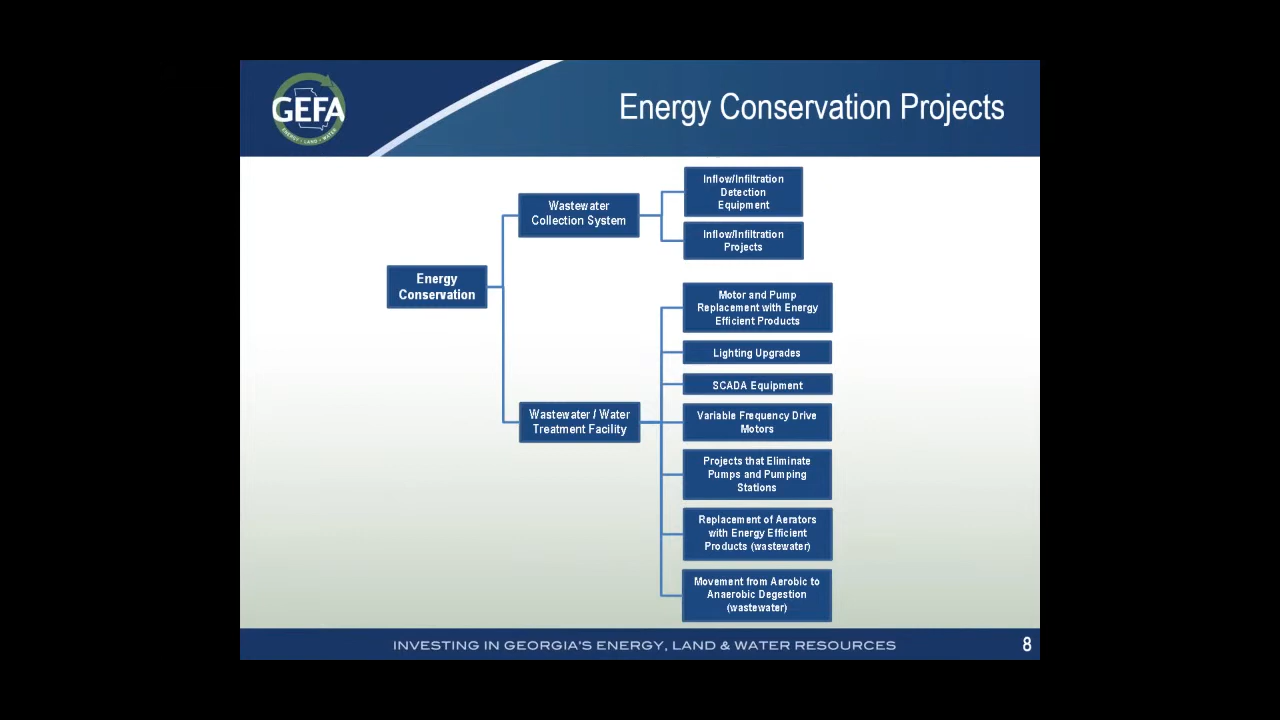 GEFA
ENERGY • LAND • WATER
Energy Conservation Projects
Energy
Conservation
Wastewater
Collection System
Inflow/Infiltration
Detection
Equipment
Inflow/Infiltration
Projects
Wastewater / Water
Treatment Facility
Motor and Pump
Replacement with Energy
Efficient Products
Lighting Upgrades
SCADA Equipment
Variable Frequency Drive
Motors
Projects that Eliminate
Pumps and Pumping
Stations
Replacement of Aerators
with Energy Efficient
Products (wastewater)
Movement from Aerobic to
Anaerobic Degestion
(wastewater)
INVESTING IN GEORGIA'S ENERGY, LAND & WATER RESOURCES
8